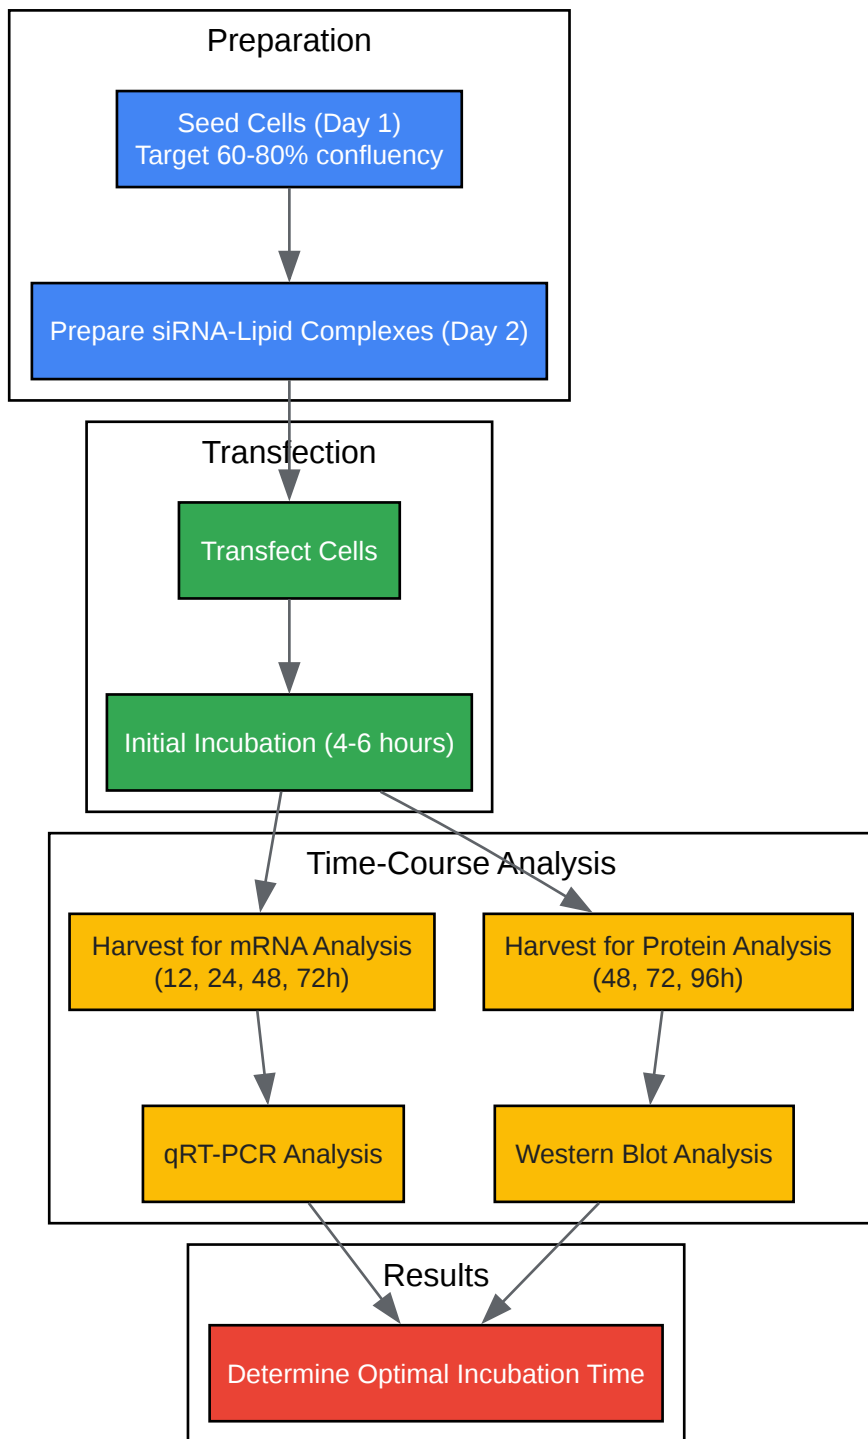 Preparation
Seed Cells (Day 1)
Target 60-80% confluency
Prepare siRNA-Lipid Complexes (Day 2)
Transfection
Transfect Cells
Initial Incubation (4-6 hours)
Time-Course Analysis
Harvest for mRNA Analysis
(12, 24, 48, 72h)
Harvest for Protein Analysis
(48, 72, 96h)
qRT-PCR Analysis
Western Blot Analysis
Results
Determine Optimal Incubation Time